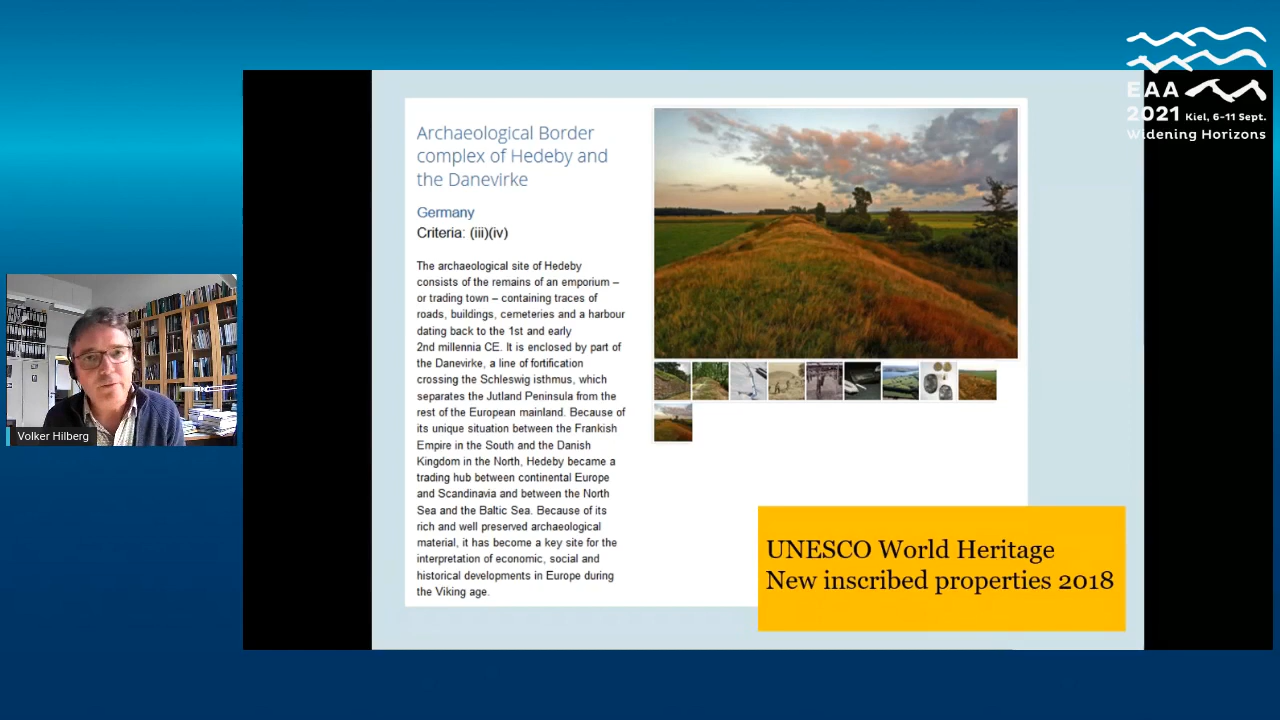 EAA
2021 Kiel, 6-11 Sept.
Widening Horizons
Archaeological Border
complex of Hedeby and
the Danevirke
Germany
Criteria: (iii)(iv)
The archaeological site of Hedeby
consists of the remains of an emporium –
or trading town – containing traces of
roads, buildings, cemeteries and a harbour
dating back to the 1st and early
2nd millennia CE. It is enclosed by part of
the Danevirke, a line of fortification
crossing the Schleswig isthmus, which
separates the Jutland Peninsula from the
rest of the European mainland. Because of
its unique situation between the Frankish
Empire in the South and the Danish
Kingdom in the North, Hedeby became a
trading hub between continental Europe
and Scandinavia and between the North
Sea and the Baltic Sea. Because of its
rich and well preserved archaeological
material, it has become a key site for the
interpretation of economic, social and
historical developments in Europe during
the Viking age.
UNESCO World Heritage
New inscribed properties 2018
Volker Hilberg